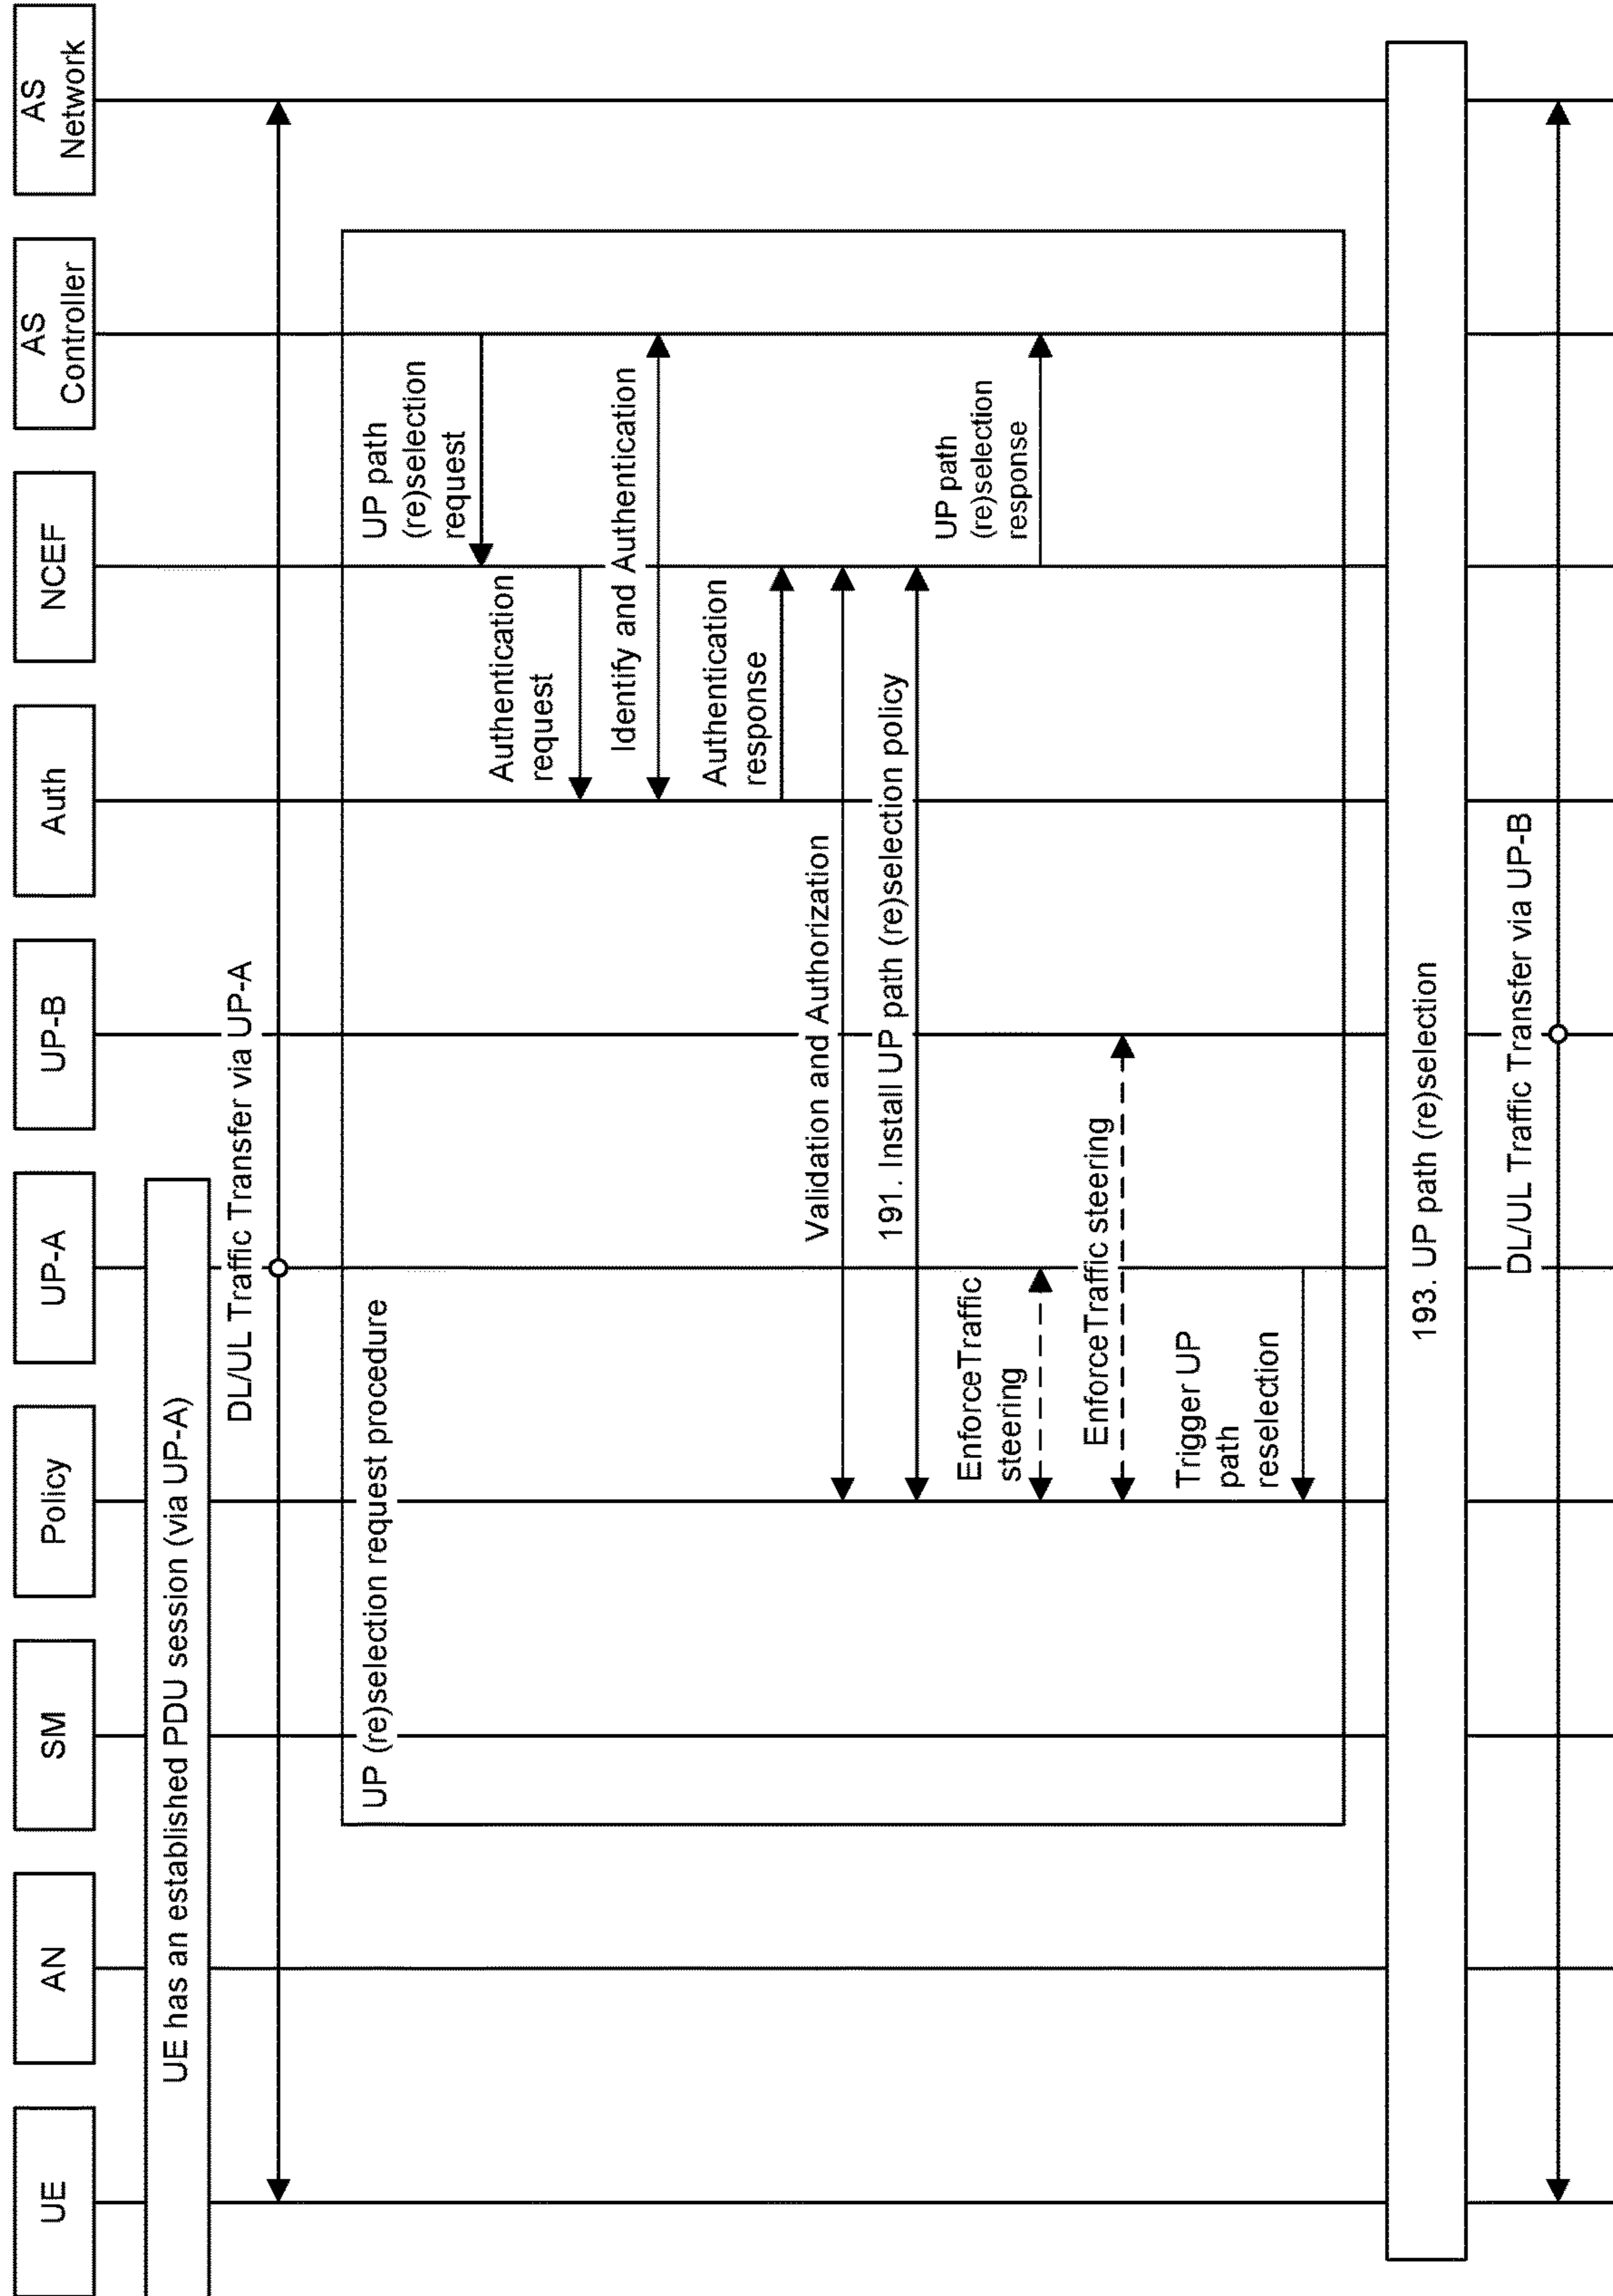 UE
AN
SM
Policy
UP-A
UP-B
Auth
NCEF
AS
Controller
AS
Network
UE has an established PDU session (via UP-A)
DL/UL Traffic Transfer via UP-A
UP (re)selection request procedure
UP path
(re)selection
request
Authentication
request
Identify and Authentication
Authentication
response
Validation and Authorization
191. Install UP path (re)selection policy
EnforceTraffic
steering
UP path
(re)selection
response
EnforceTraffic steering
Trigger UP
path
reselection
193. UP path (re)selection
DL/UL Traffic Transfer via UP-B